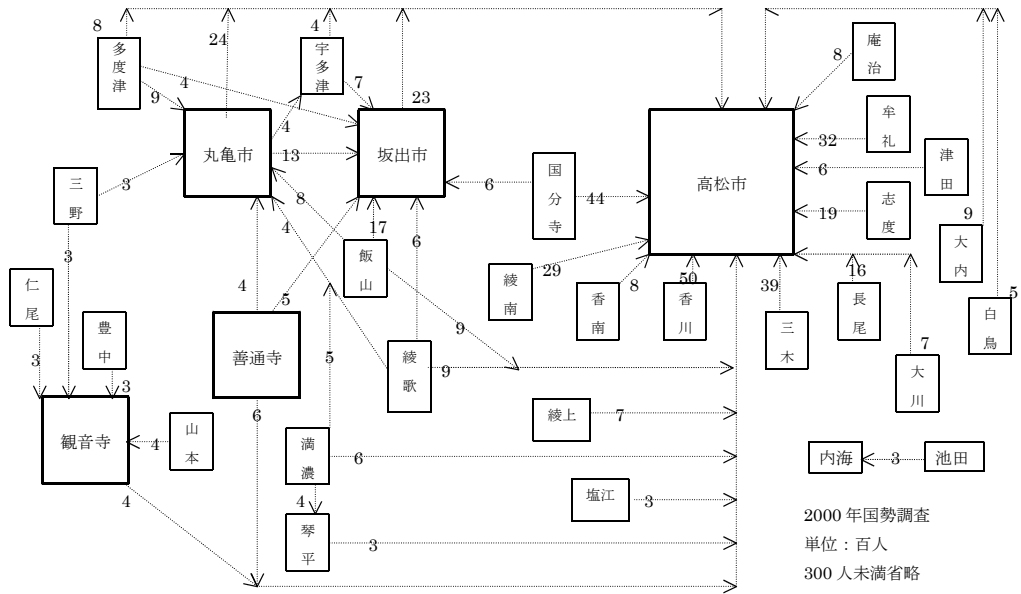 8
24
4
多度津
宇多津
庵治
8
4
7
9
23
4
牟礼
32
丸亀市
13
坂出市
高松市
津田
6
三野
3
8
国分寺
6
44
志度
19
9
4
17
6
飯山
大内
3
29
綾南
8
香南
50
香川
39
三木
16
長尾
5
白鳥
仁尾
4
5
豊中
善通寺
9
5
綾歌
9
7
大川
3
3
6
綾上
7
観音寺
4
山本
満濃
6
内海
3
池田
4
4
琴平
3
塩江
3
2000年国勢調査
単位：百人
300人未満省略